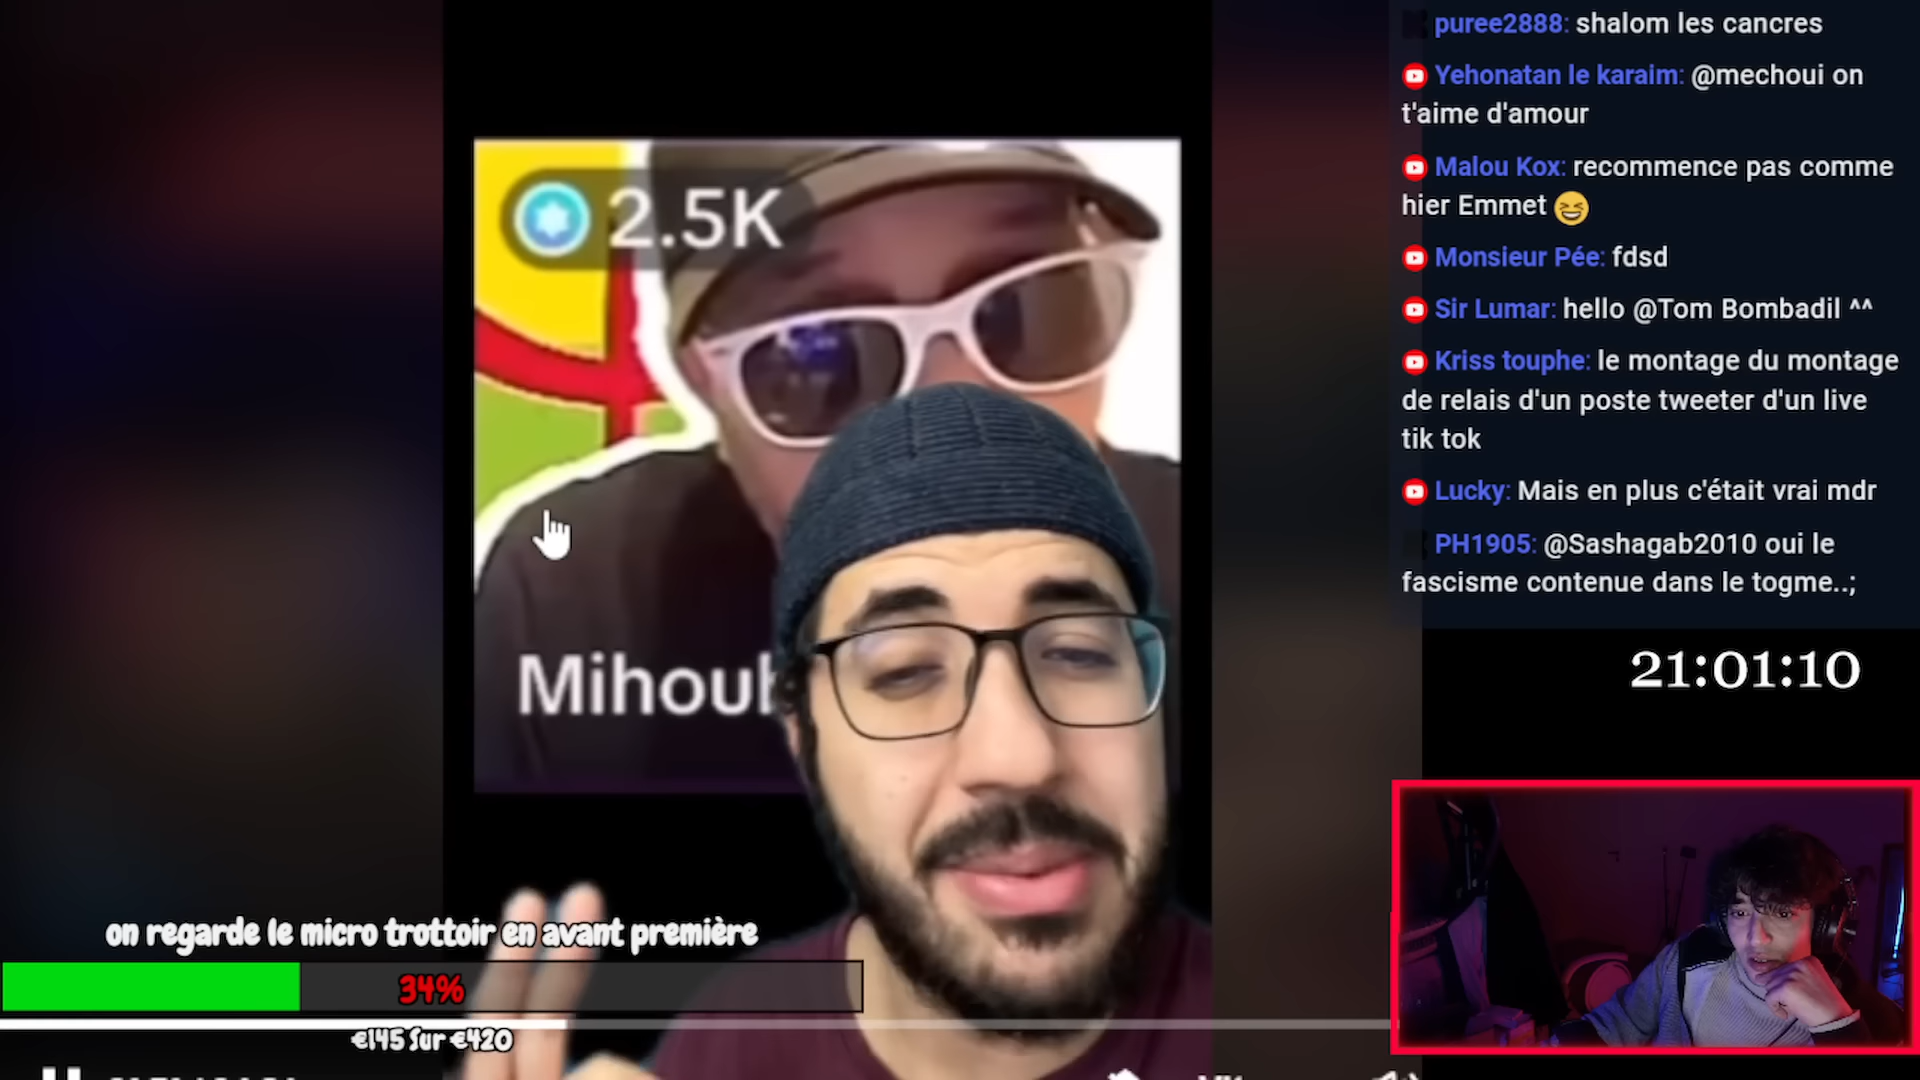 puree2888: shalom les cancres
Yehonatan le karaim: @mechoui on
t'aime d'amour
Malou Kox: recommence pas comme
hier Emmet 😆
Monsieur Pée: fdsd
Sir Lumar: hello @Tom Bombadil ^^
Kriss touphe: le montage du montage
de relais d'un poste tweeter d'un live
tik tok
Lucky: Mais en plus c'était vrai mdr
PH1905: @Sashagab2010 oui le
fascisme contenue dans le togme..;
21:01:10
2.5K
on regarde le micro trottoir en avant première
34%
€145 sur €420